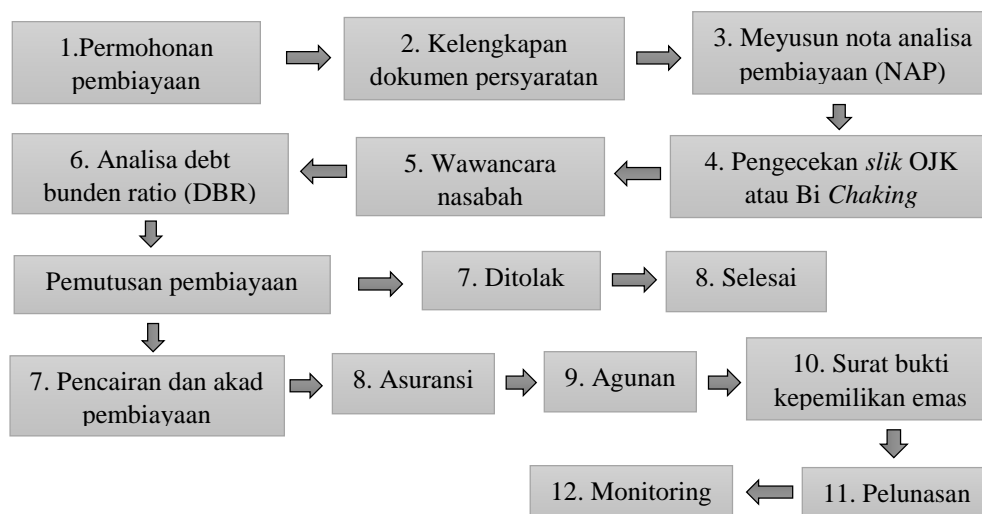 1.Permohonan
pembiayaan
2. Kelengkapan
dokumen persyaratan
3. Meyusun nota analisa
pembiayaan (NAP)
6. Analisa debt
bunden ratio (DBR)
5. Wawancara
nasabah
4. Pengecekan slik OJK
atau Bi Chaking
Pemutusan pembiayaan
7. Ditolak
8. Selesai
7. Pencairan dan akad
pembiayaan
8. Asuransi
9. Agunan
10. Surat bukti
kepemilikan emas
12. Monitoring
11. Pelunasan